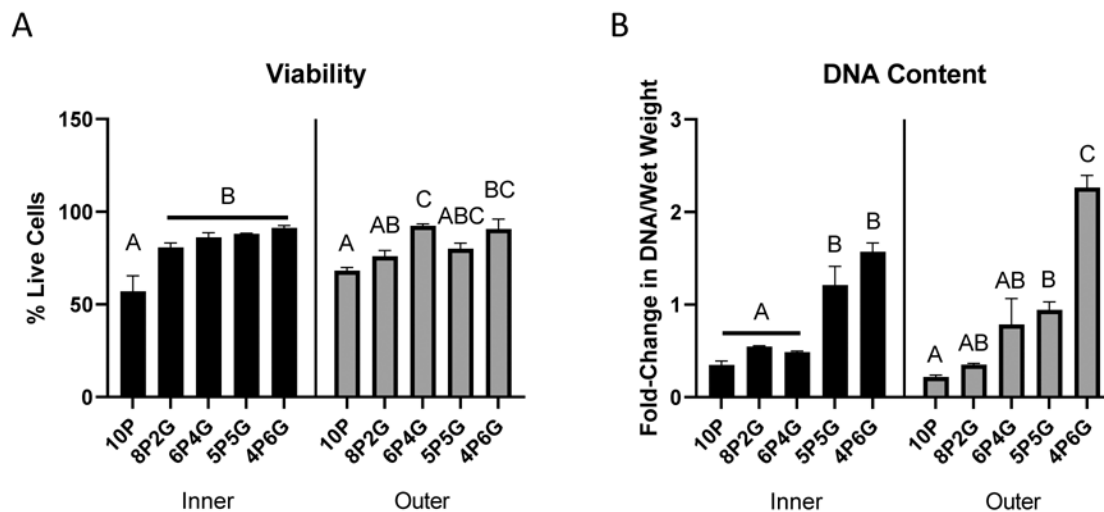 A
Viability
% Live Cells
150
100
50
0
A
B
A
AB
C
ABC
BC
10P
8P2G
6P4G
5P5G
4P6G
10P
8P2G
6P4G
5P5G
4P6G
Inner
Outer
B
DNA Content
Fold-Change in DNA/Wet Weight
3
2
1
0
A
B
B
A
AB
AB
B
C
10P
8P2G
6P4G
5P5G
4P6G
10P
8P2G
6P4G
5P5G
4P6G
Inner
Outer